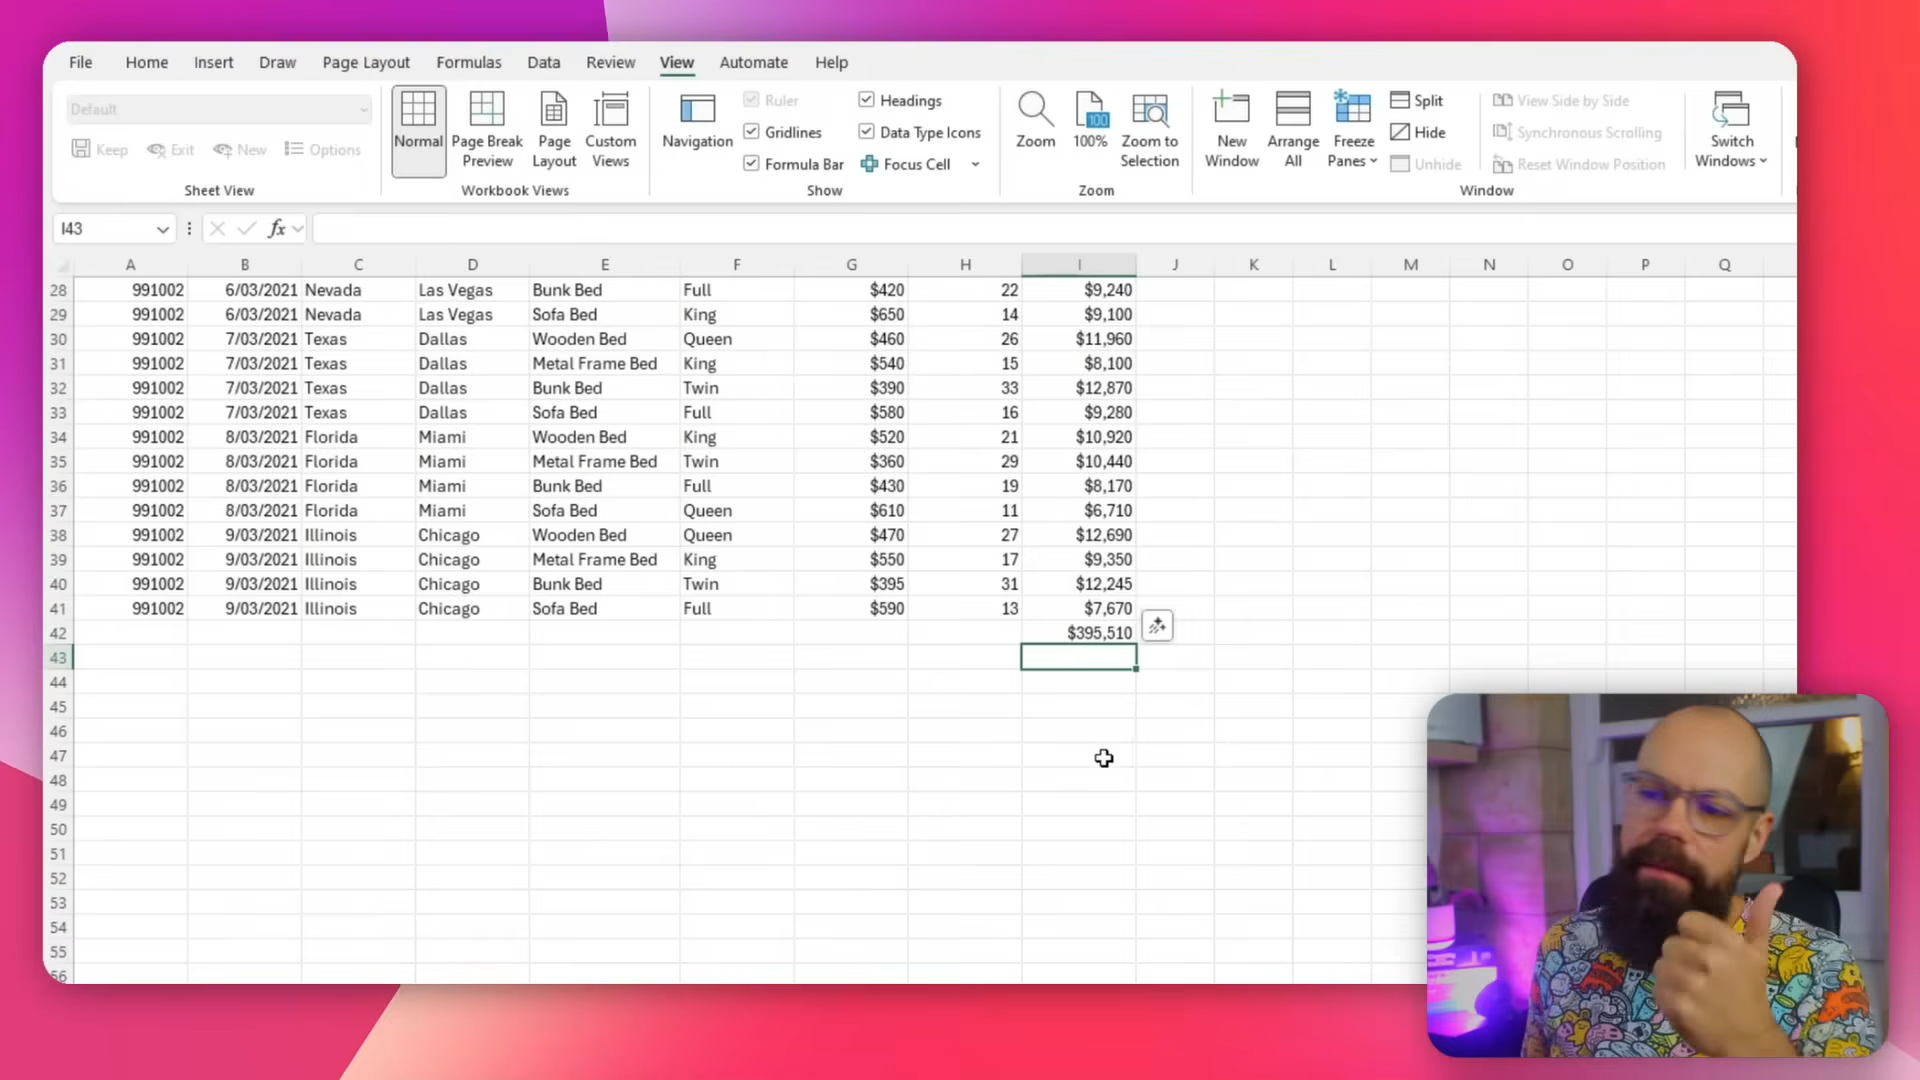 File Home Insert Draw Page Layout Formulas Data Review View Automate Help
Default
Keep Exit New Options
Sheet View
Normal Page Break Preview Page Layout Custom Views
Workbook Views
Navigation
Ruler Headings
Gridlines Data Type Icons
Formula Bar Focus Cell
Show
Zoom 100 100% Zoom to Selection
Zoom
New Window Arrange All Freeze Panes
Split
Hide
Unhide
View Side by Side
Synchronous Scrolling
Reset Window Position
Window
Switch Windows
I43 fx
A B C D E F G H I J K L M N O P Q
28 991002 6/03/2021 Nevada Las Vegas Bunk Bed Full $420 22 $9,240
29 991002 6/03/2021 Nevada Las Vegas Sofa Bed King $650 14 $9,100
30 991002 7/03/2021 Texas Dallas Wooden Bed Queen $460 26 $11,960
31 991002 7/03/2021 Texas Dallas Metal Frame Bed King $540 15 $8,100
32 991002 7/03/2021 Texas Dallas Bunk Bed Twin $390 33 $12,870
33 991002 7/03/2021 Texas Dallas Sofa Bed Full $580 16 $9,280
34 991002 8/03/2021 Florida Miami Wooden Bed King $520 21 $10,920
35 991002 8/03/2021 Florida Miami Metal Frame Bed Twin $360 29 $10,440
36 991002 8/03/2021 Florida Miami Bunk Bed Full $430 19 $8,170
37 991002 8/03/2021 Florida Miami Sofa Bed Queen $610 11 $6,710
38 991002 9/03/2021 Illinois Chicago Wooden Bed Queen $470 27 $12,690
39 991002 9/03/2021 Illinois Chicago Metal Frame Bed King $550 17 $9,350
40 991002 9/03/2021 Illinois Chicago Bunk Bed Twin $395 31 $12,245
41 991002 9/03/2021 Illinois Chicago Sofa Bed Full $590 13 $7,670
42 $395,510
43
44
45
46
47
48
49
50
51
52
53
54
55
56